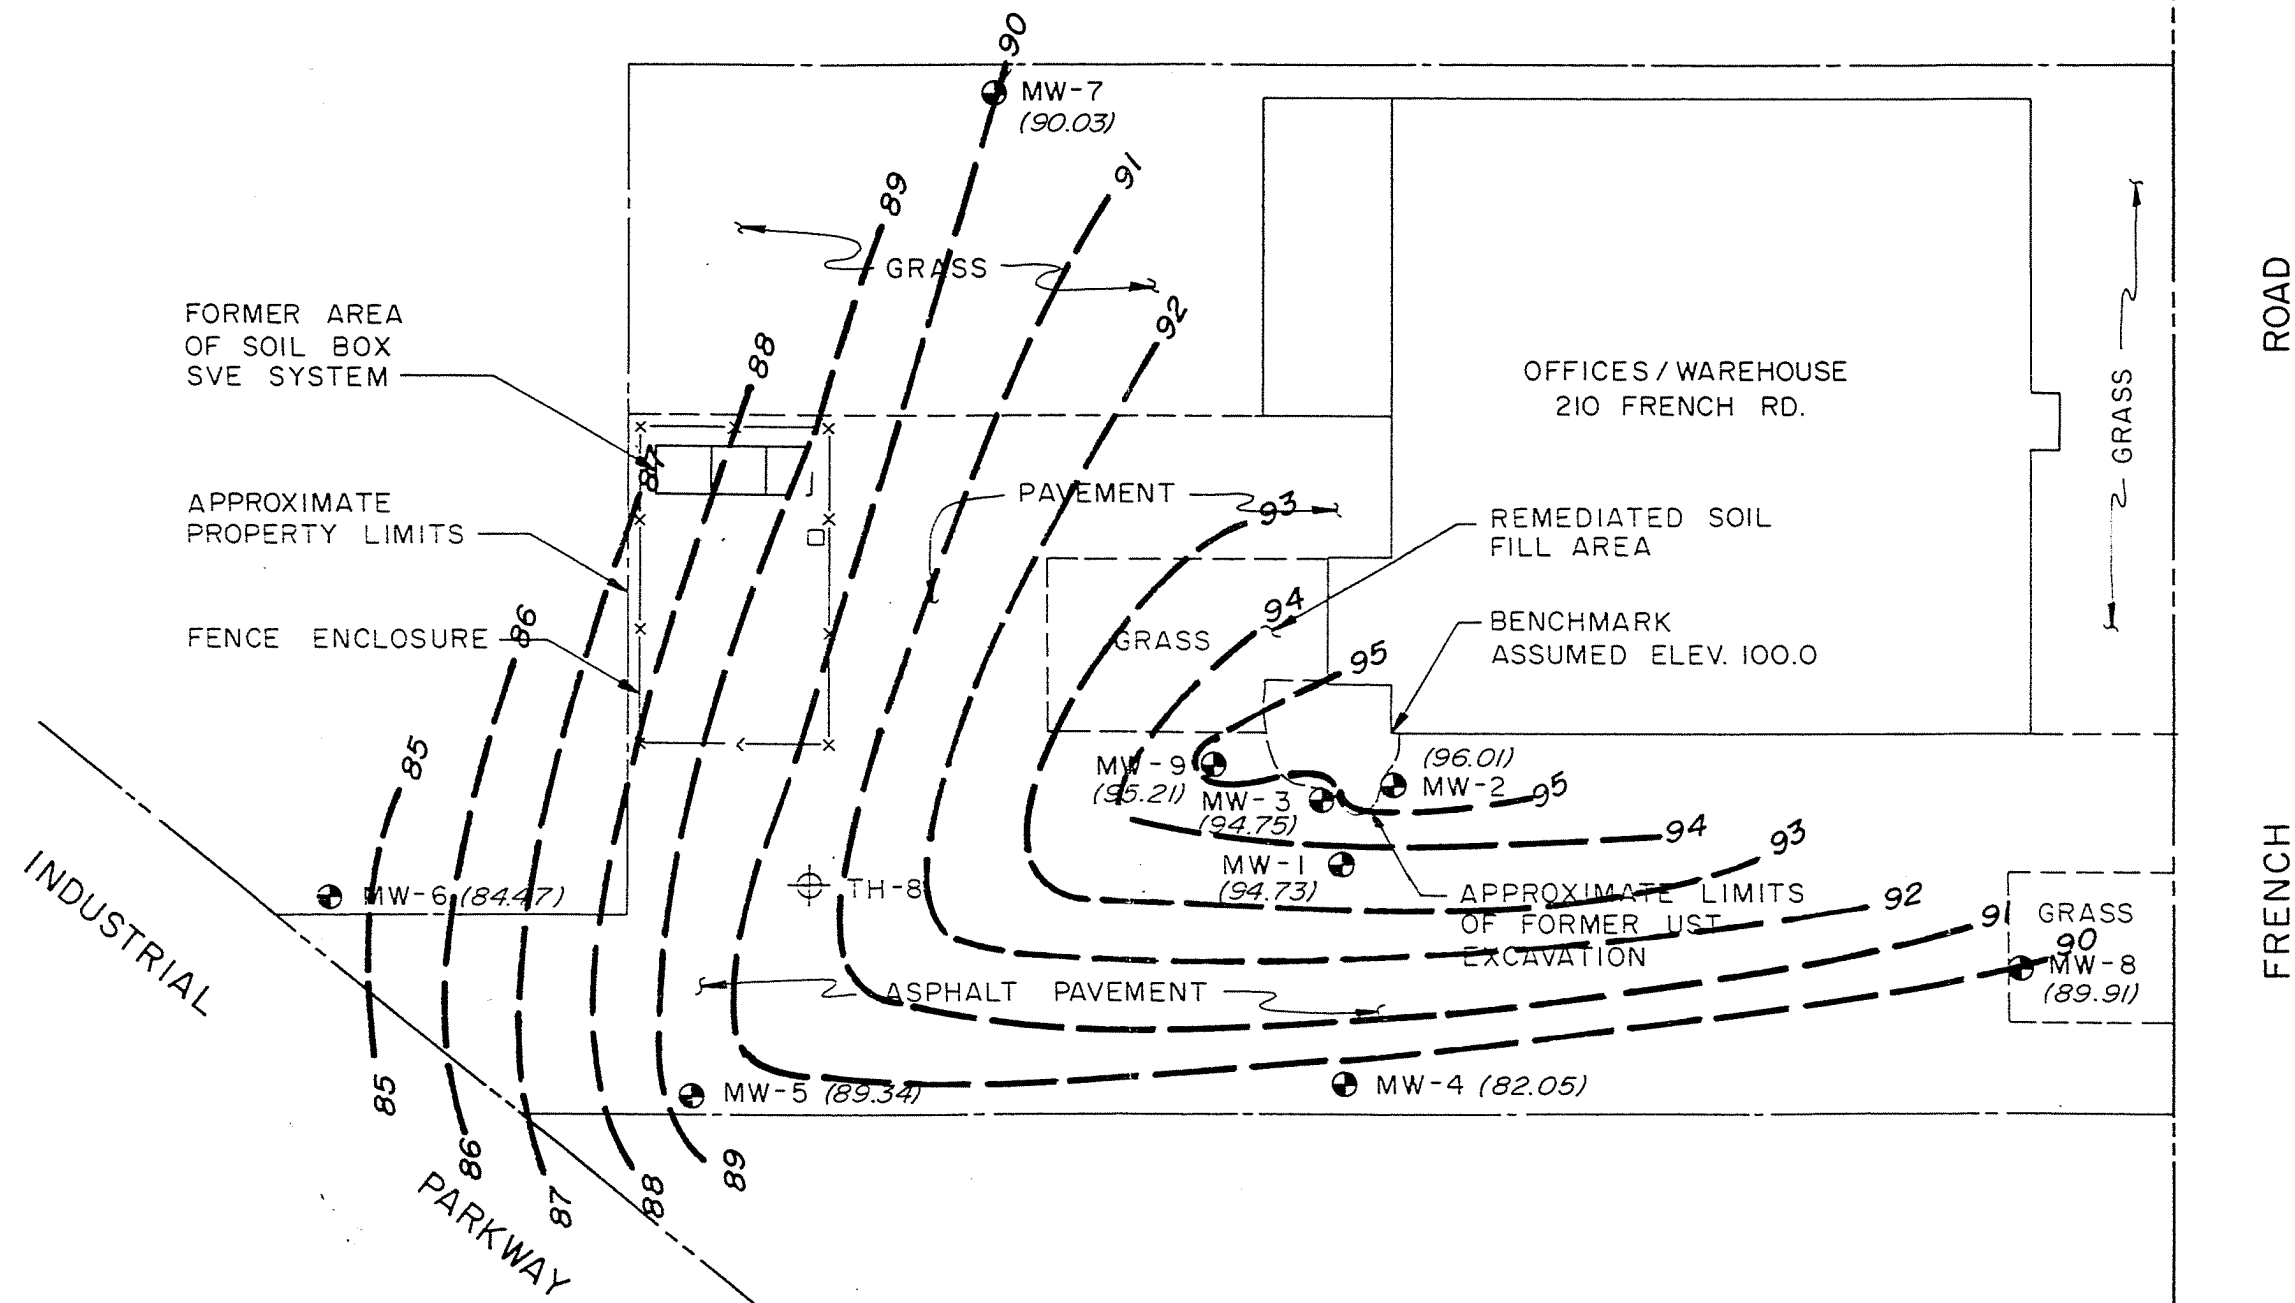 90
MW-7
(90.03)
91
89
GRASS
92
FORMER AREA
OF SOIL BOX
SVE SYSTEM
88
OFFICES/WAREHOUSE
210 FRENCH RD.
GRASS
ROAD
87
APPROXIMATE
PROPERTY LIMITS
PAVEMENT
93
REMEDIATED SOIL
FILL AREA
94
86
FENCE ENCLOSURE
GRASS
BENCHMARK
ASSUMED ELEV. 100.0
95
85
MW-9
(95.21)
(96.01)
MW-2
95
MW-3
(94.75)
94
93
MW-1
(94.73)
MW-6 (84.47)
TH-8
APPROXIMATE LIMITS
OF FORMER UST
EXCAVATION
92
91
GRASS
90
MW-8
(89.91)
FRENCH
INDUSTRIAL
PARKWAY
ASPHALT PAVEMENT
MW-5 (89.34)
MW-4 (82.05)
85
86
87
88
89